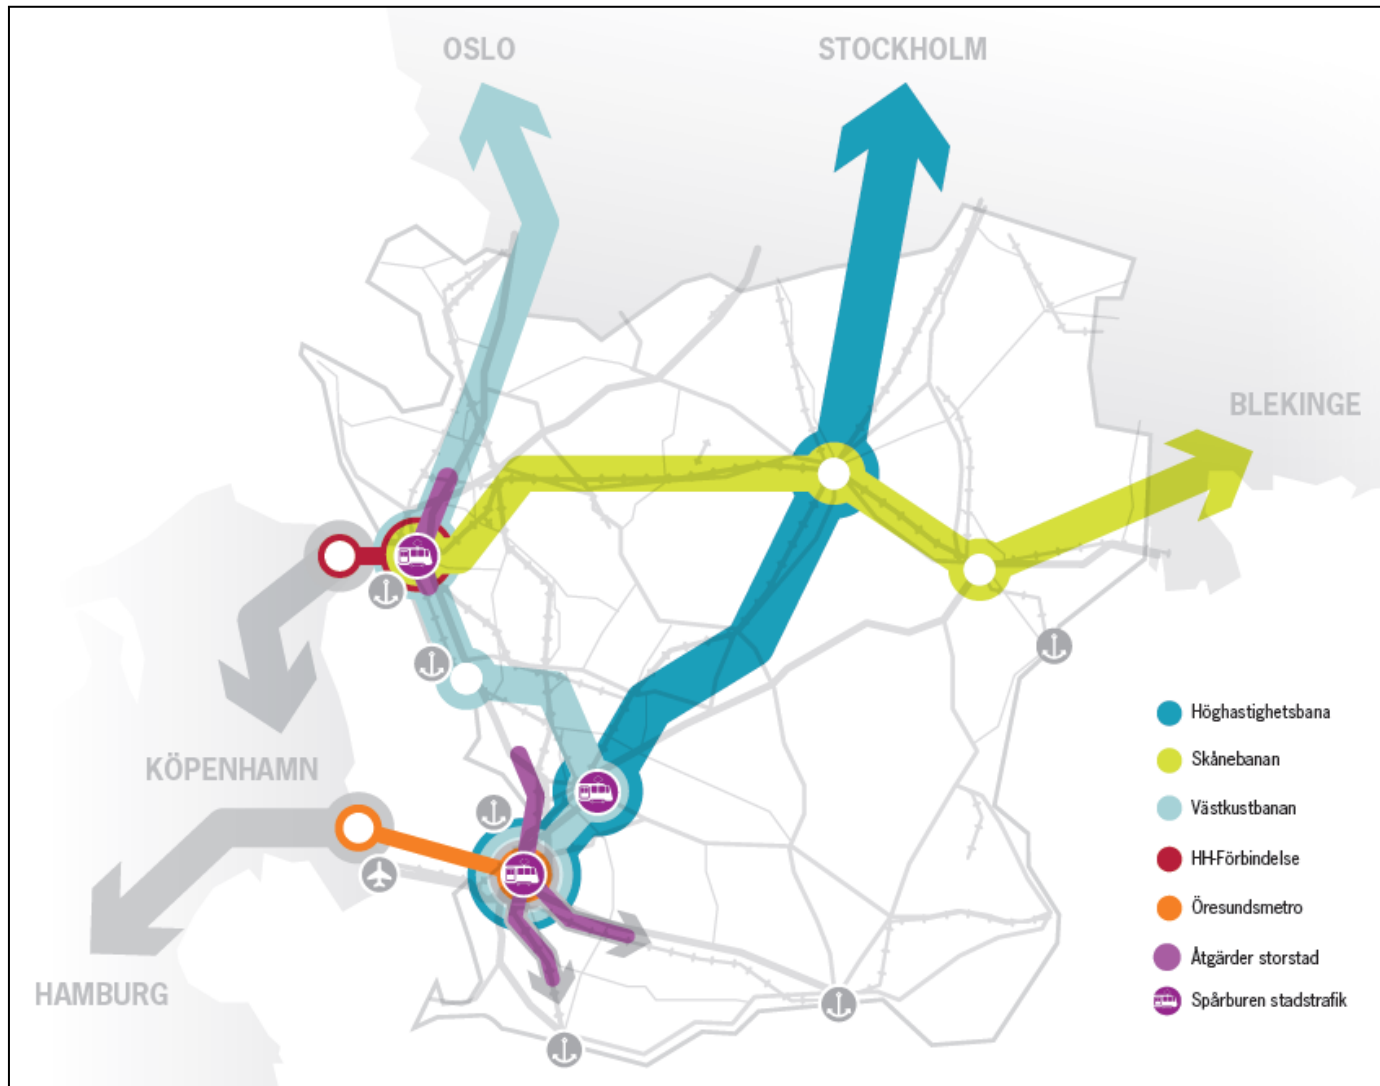 OSLO
STOCKHOLM
BLEKINGE
KÖPENHAMN
HAMBURG
Höghastighetsbana
Skånebanan
Västkustbanan
HH-Förbindelse
Öresundsmetro
Åtgärder storstad
Spårburen stadstrafik